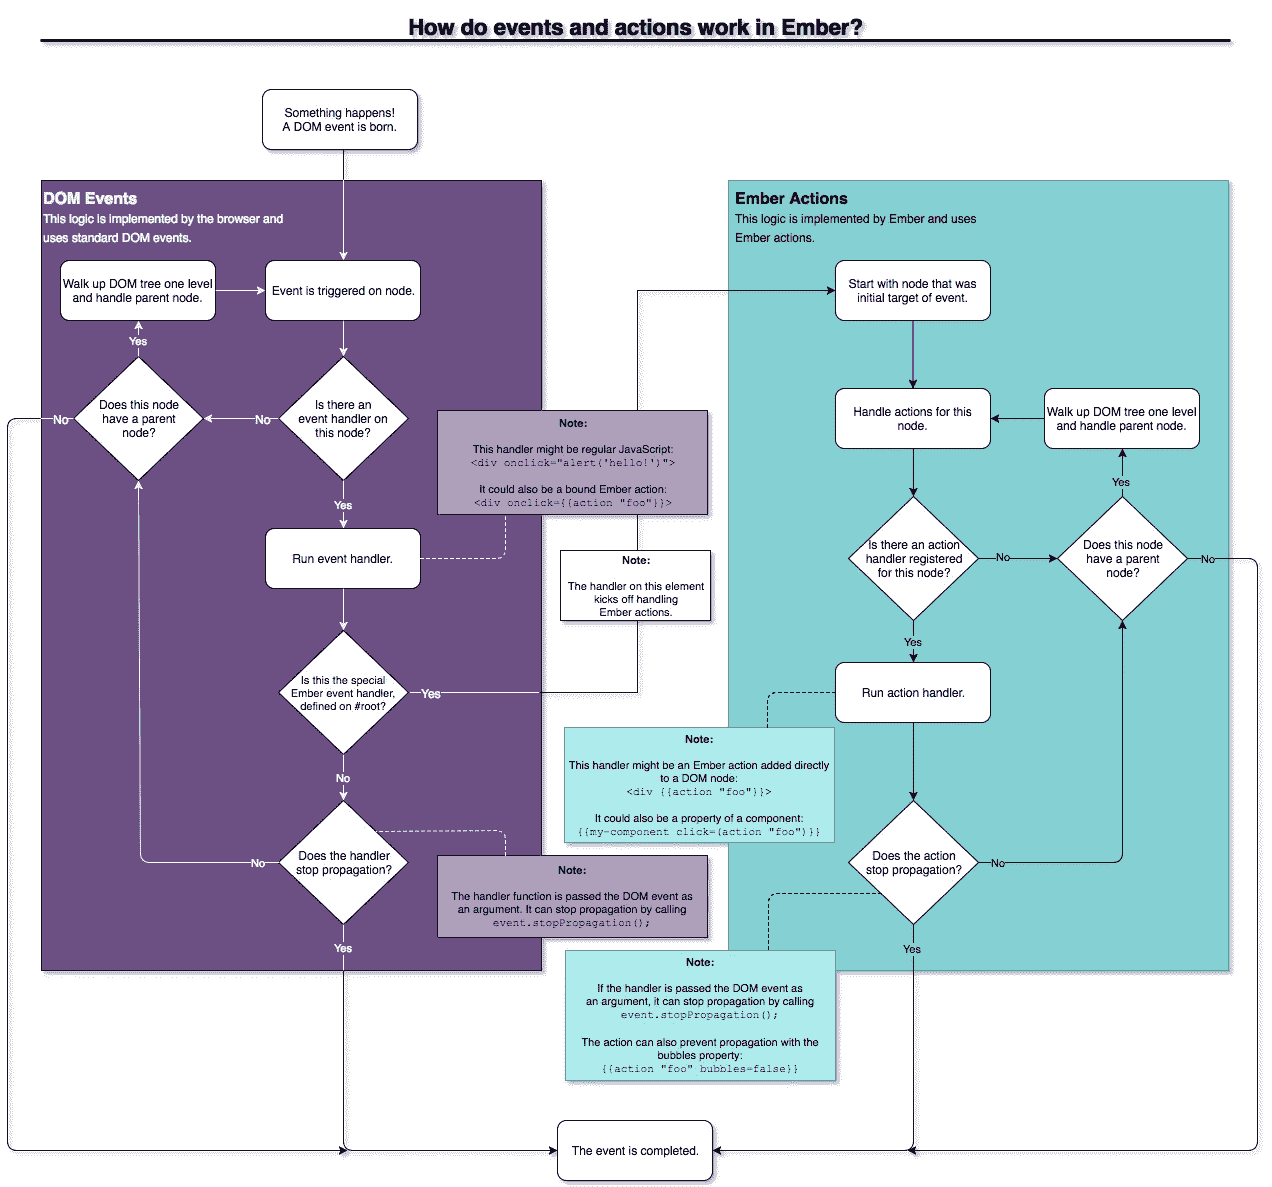 How do events and actions work in Ember?
Something happens!
A DOM event is born.
DOM Events
This logic is implemented by the browser and
uses standard DOM events.
Walk up DOM tree one level
and handle parent node.
Event is triggered on node.
Yes
Does this node
have a parent
node?
No
No
Is there an
event handler on
this node?
Yes
Note:
This handler might be regular JavaScript:
<div onclick="alert('hello!')">
It could also be a bound Ember action:
<div onclick={{action "foo"}}>
Run event handler.
Note:
The handler on this element
kicks off handling
Ember actions.
Is this the special
Ember event handler,
defined on #root?
Yes
No
Does the handler
stop propagation?
No
Yes
Note:
The handler function is passed the DOM event as
an argument. It can stop propagation by calling
event.stopPropagation();
Ember Actions
This logic is implemented by Ember and uses
Ember actions.
Start with node that was
initial target of event.
Handle actions for this
node.
Walk up DOM tree one level
and handle parent node.
Yes
Is there an action
handler registered
for this node?
No
Does this node
have a parent
node?
No
Yes
Run action handler.
Note:
This handler might be an Ember action added directly
to a DOM node:
<div {{action "foo"}}>
It could also be a property of a component:
{{my-component click=(action "foo")}}
Does the action
stop propagation?
No
Yes
Note:
If the handler is passed the DOM event as
an argument, it can stop propagation by calling
event.stopPropagation();
The action can also prevent propagation with the
bubbles property:
{{action "foo" bubbles=false}}
The event is completed.